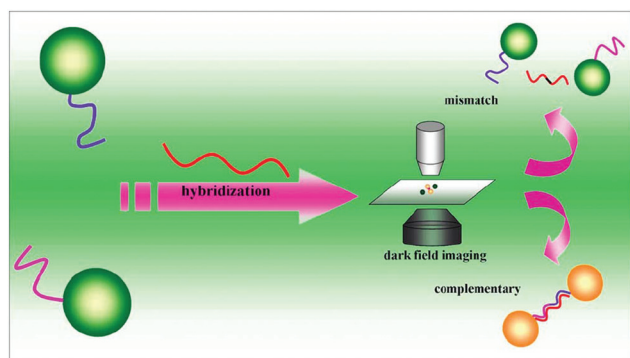 mismatch
hybridization
dark field imaging
complementary